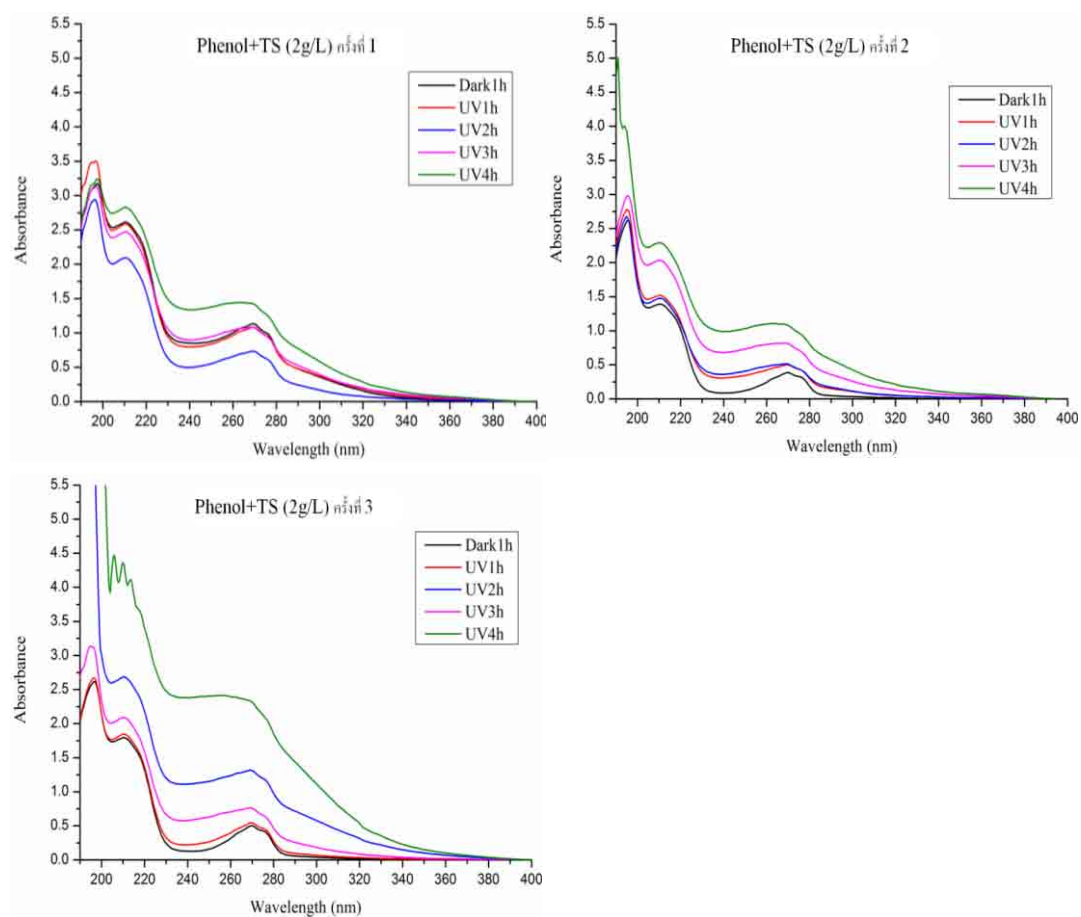 Phenol+TS (2g/L) ครั้งที่ 1
Dark1h
UV1h
UV2h
UV3h
UV4h
Absorbance
5.5
5.0
4.5
4.0
3.5
3.0
2.5
2.0
1.5
1.0
0.5
0.0
200 220 240 260 280 300 320 340 360 380 400
Wavelength (nm)
Phenol+TS (2g/L) ครั้งที่ 2
Dark1h
UV1h
UV2h
UV3h
UV4h
Absorbance
5.5
5.0
4.5
4.0
3.5
3.0
2.5
2.0
1.5
1.0
0.5
0.0
200 220 240 260 280 300 320 340 360 380 400
Wavelength (nm)
Phenol+TS (2g/L) ครั้งที่ 3
Dark1h
UV1h
UV2h
UV3h
UV4h
Absorbance
5.5
5.0
4.5
4.0
3.5
3.0
2.5
2.0
1.5
1.0
0.5
0.0
200 220 240 260 280 300 320 340 360 380 400
Wavelength (nm)